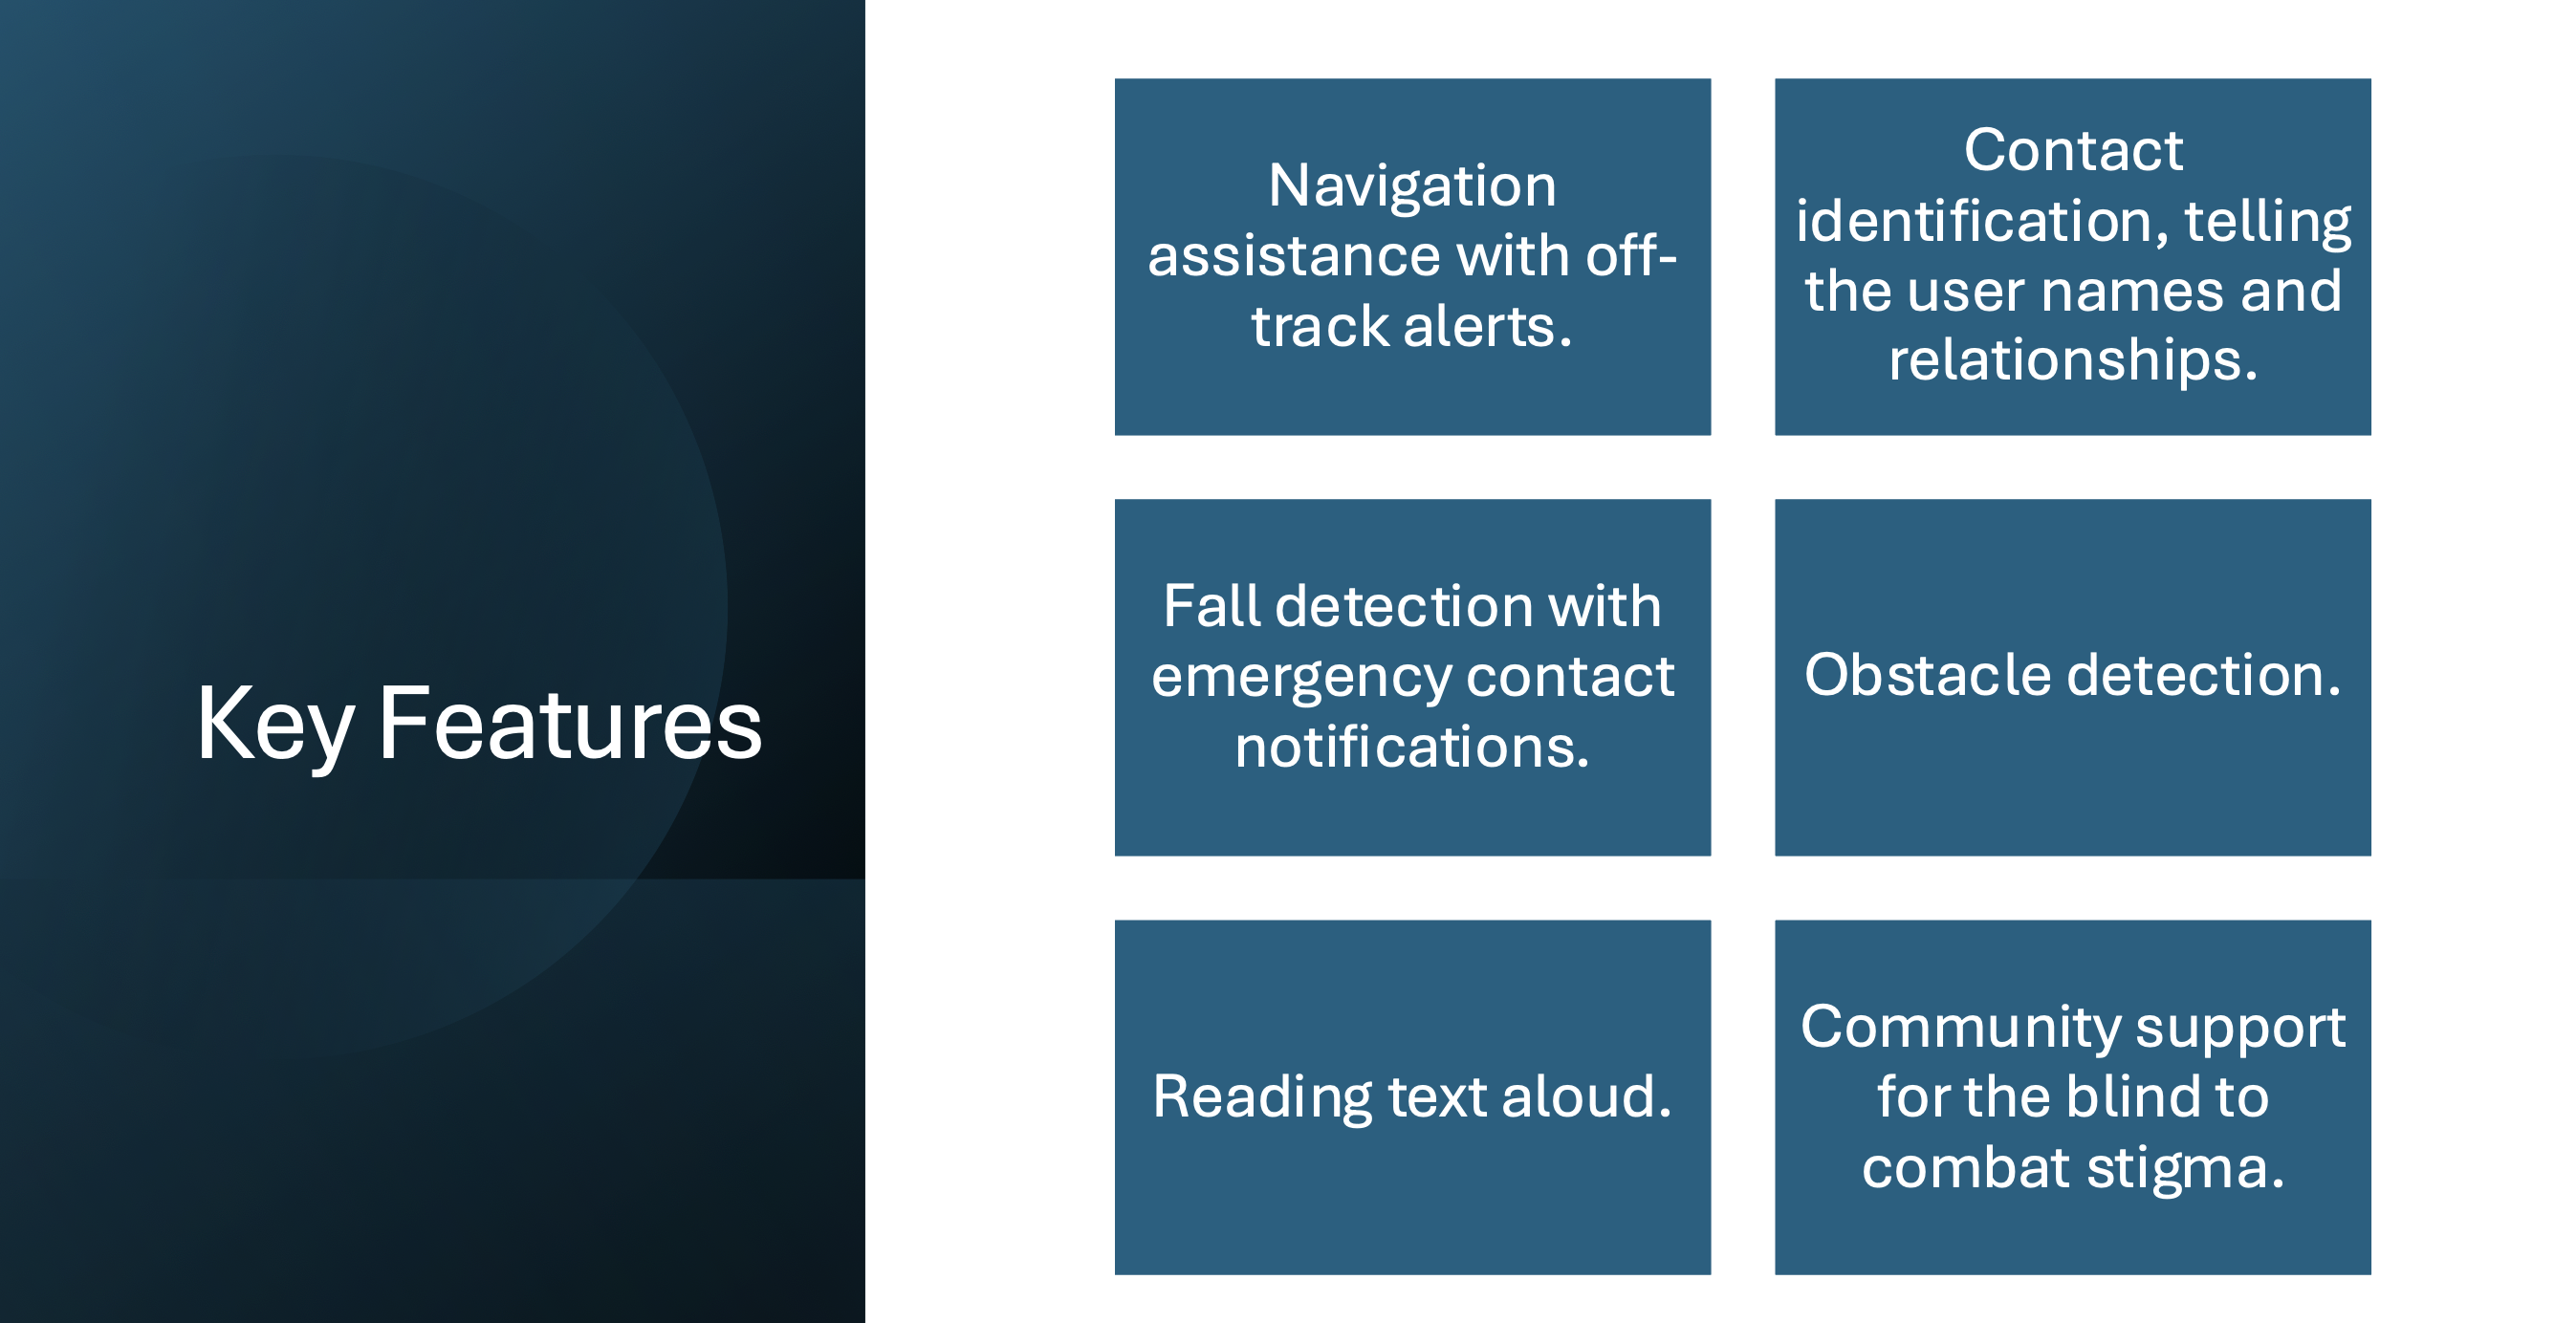 Key Features
Navigation
assistance with off-
track alerts.
Contact
identification, telling
the user names and
relationships.
Fall detection with
emergency contact
notifications.
Obstacle detection.
Reading text aloud.
Community support
for the blind to
combat stigma.